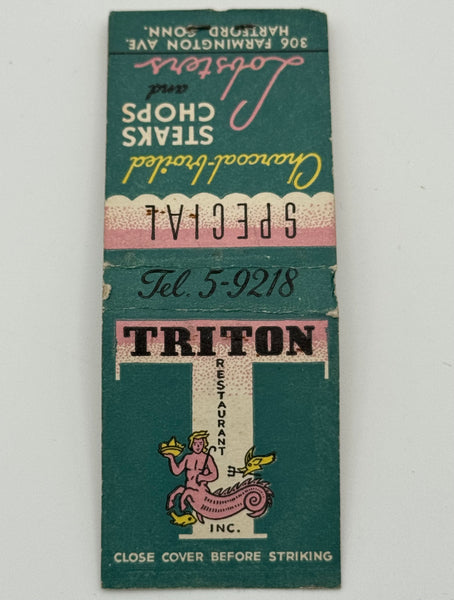 SPECIAL
Charcoal-broiled
STEAKS
CHOPS
and
Lobsters
306 FARMINGTON AVE.
HARTFORD CONN.
Tel. 5-9218
TRITON
RESTAURANT
INC.
CLOSE COVER BEFORE STRIKING